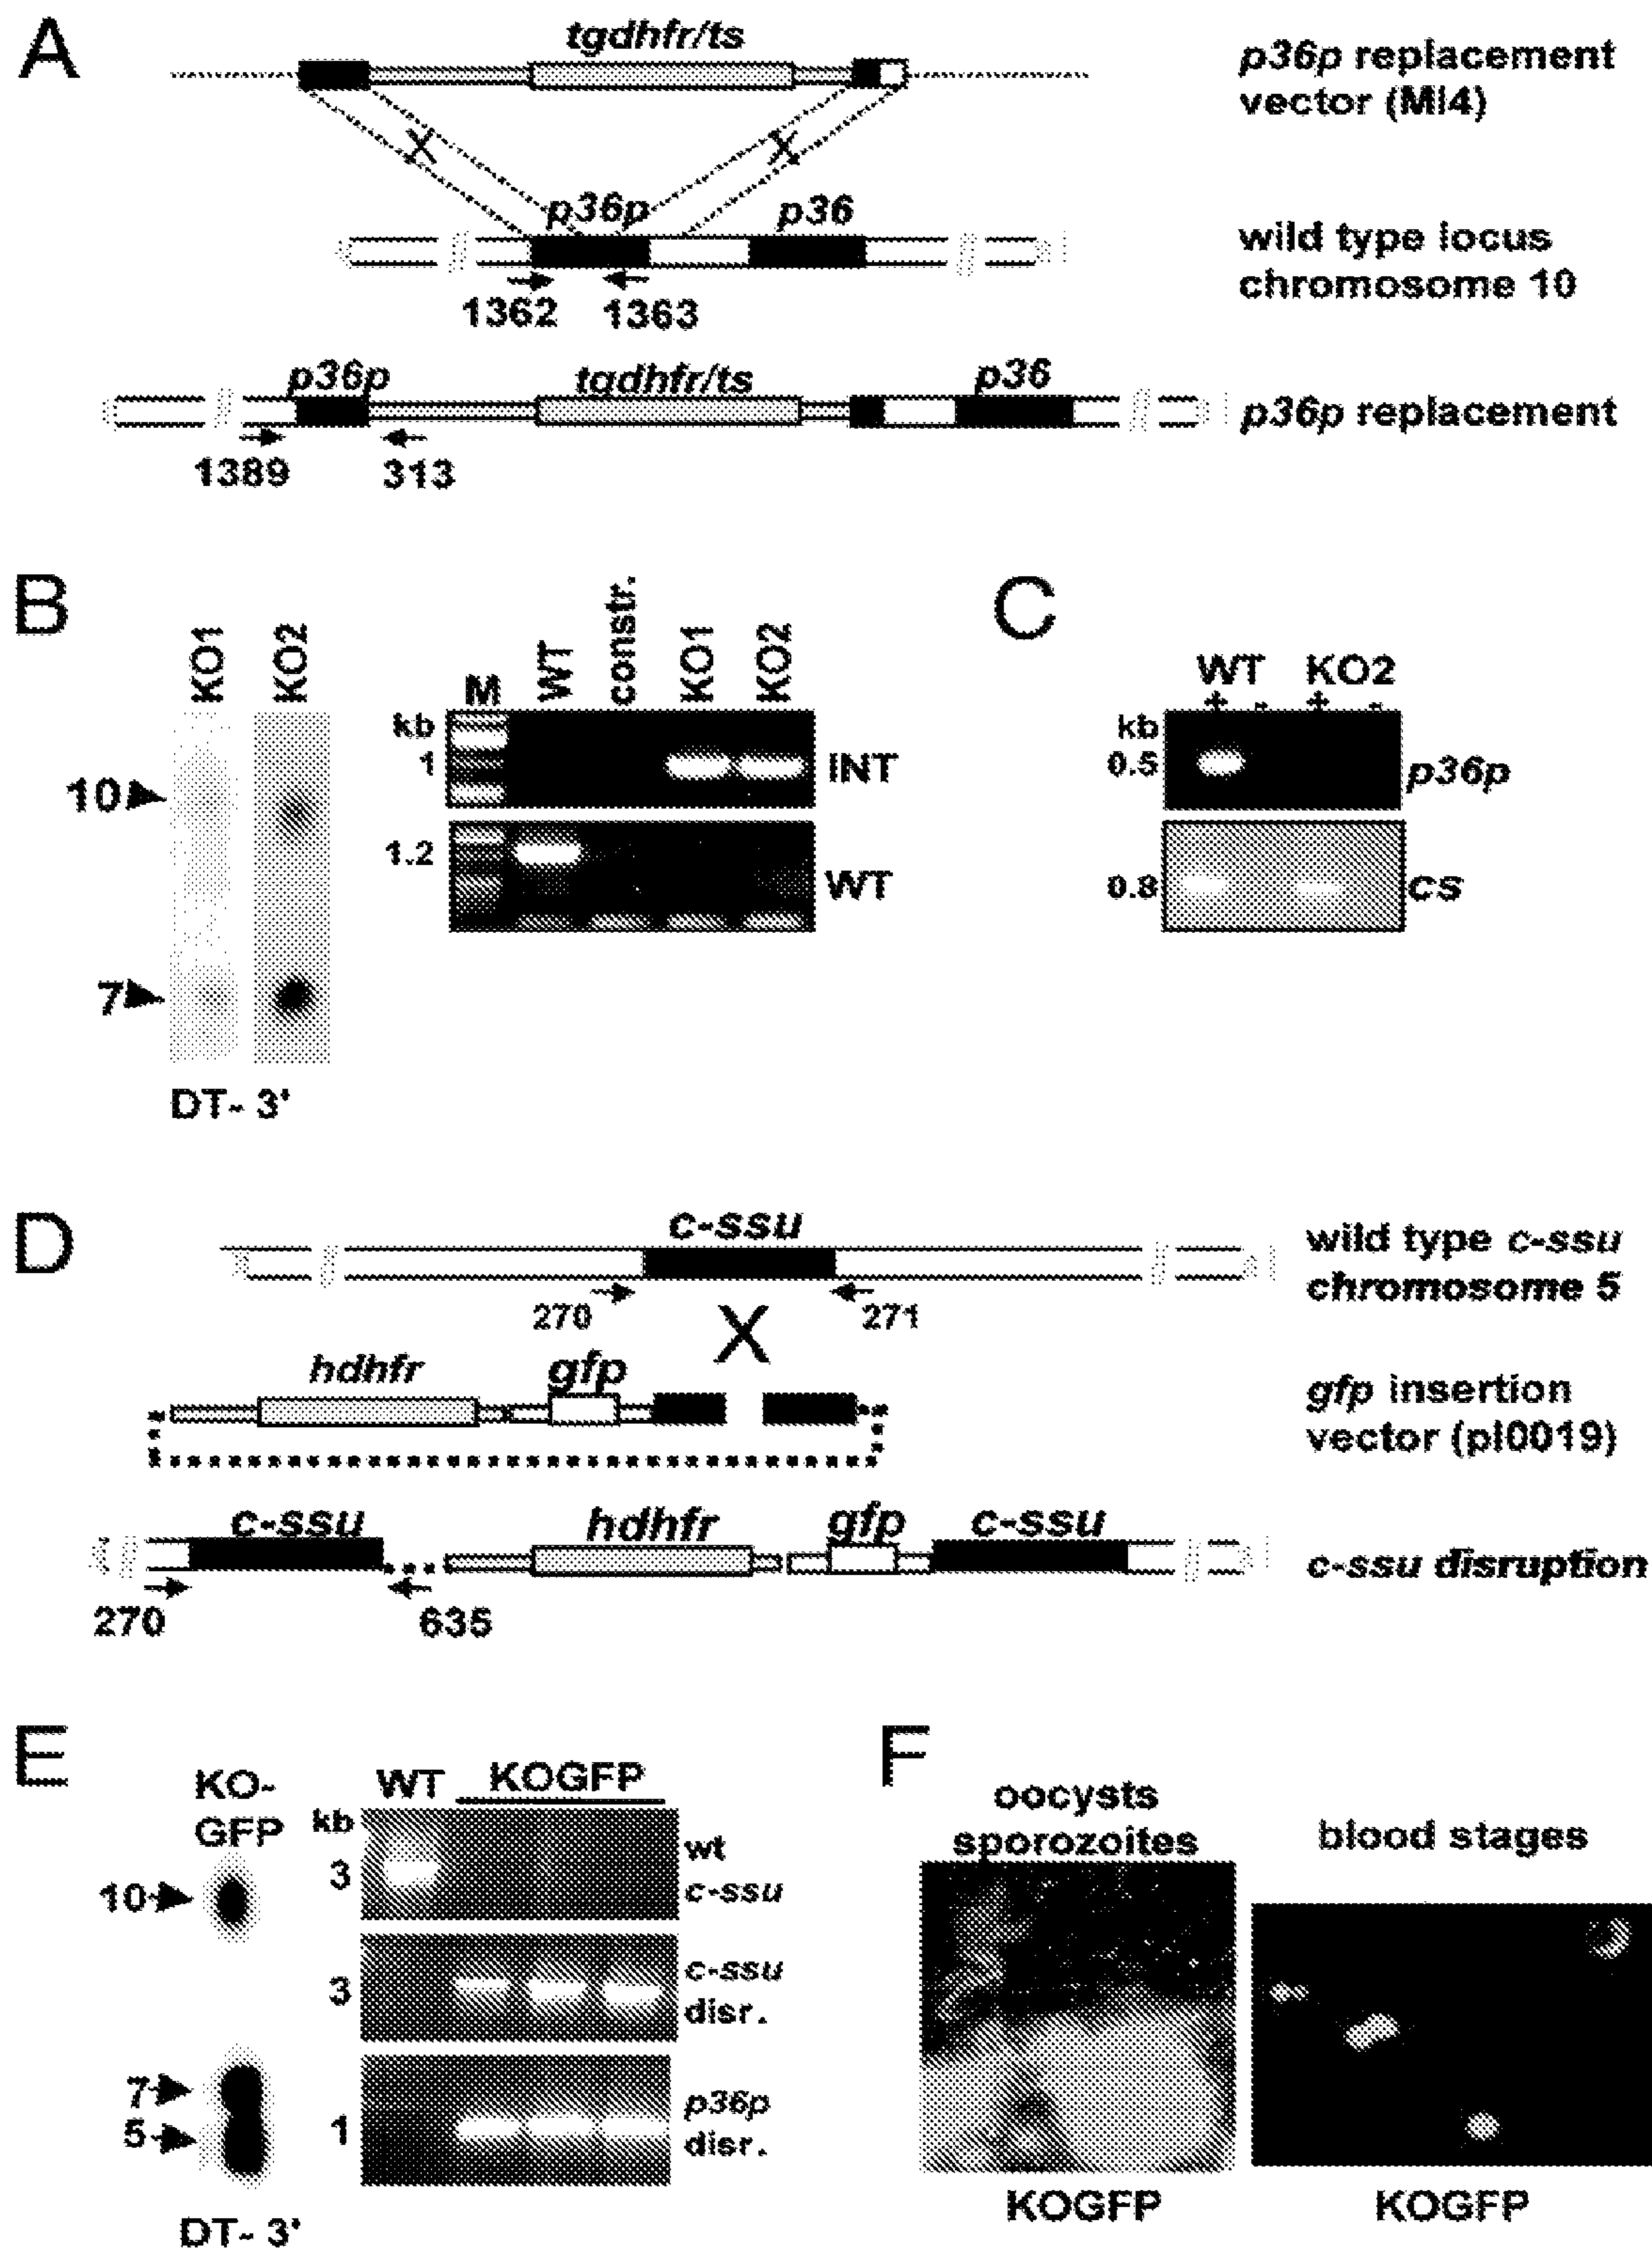 A
tgdhfr/ts
p36p replacement
vector (MI4)
X
X
p36p
p36
wild type locus
chromosome 10
1362
1363
p36p
tgdhfr/ts
p36
p36p replacement
1389
313
B
KO1
KO2
10
7
DT- 3'
M
WT
constr.
KO1
KO2
kb
1
INT
1.2
WT
C
WT
KO2
+ - + -
kb
0.5
p36p
0.8
CS
D
c-ssu
wild type c-ssu
chromosome 5
270
271
X
hdhfr
gfp
gfp insertion
vector (pl0019)
c-ssu
hdhfr
gfp
c-ssu
c-ssu disruption
270
635
E
KO-
GFP
10
7
5
DT- 3'
WT
KOGFP
kb
3
wt
c-ssu
3
c-ssu
disr.
1
p36p
disr.
F
oocysts
sporozoites
blood stages
KOGFP
KOGFP